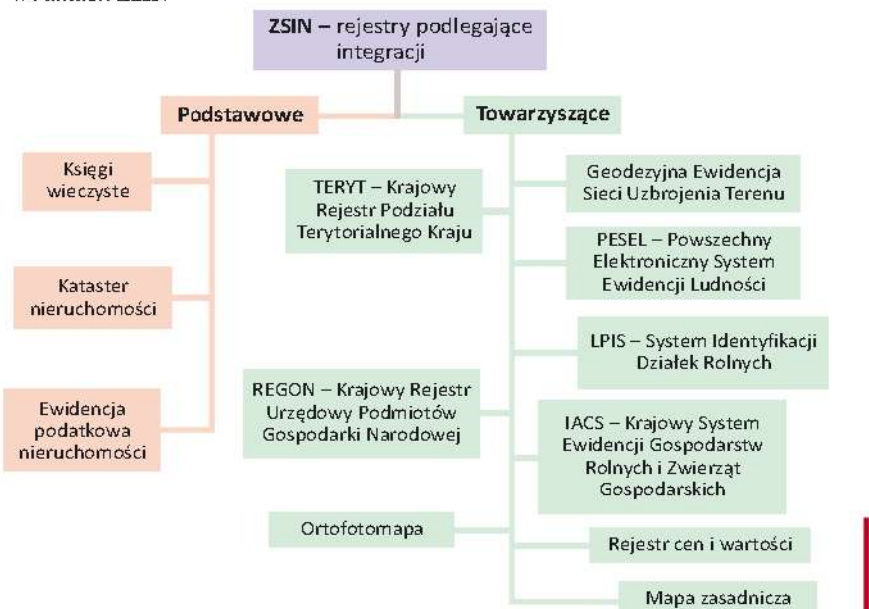 ZSIN – rejestry podlegające
integracji
Podstawowe
Towarzyszące
Księgi
wieczyste
Kataster
nieruchomości
Ewidencja
podatkowa
nieruchomości
TERYT – Krajowy
Rejestr Podziału
Terytorialnego Kraju
REGON – Krajowy Rejestr
Urzędowy Podmiotów
Gospodarki Narodowej
Ortofotomapa
Geodezyjna Ewidencja
Sieci Uzbrojenia Terenu
PESEL – Powszechny
Elektroniczny System
Ewidencji Ludności
LPIS – System Identyfikacji
Działek Rolnych
IACS – Krajowy System
Ewidencji Gospodarstw
Rolnych i Zwierząt
Gospodarskich
Rejestr cen i wartości
Mapa zasadnicza